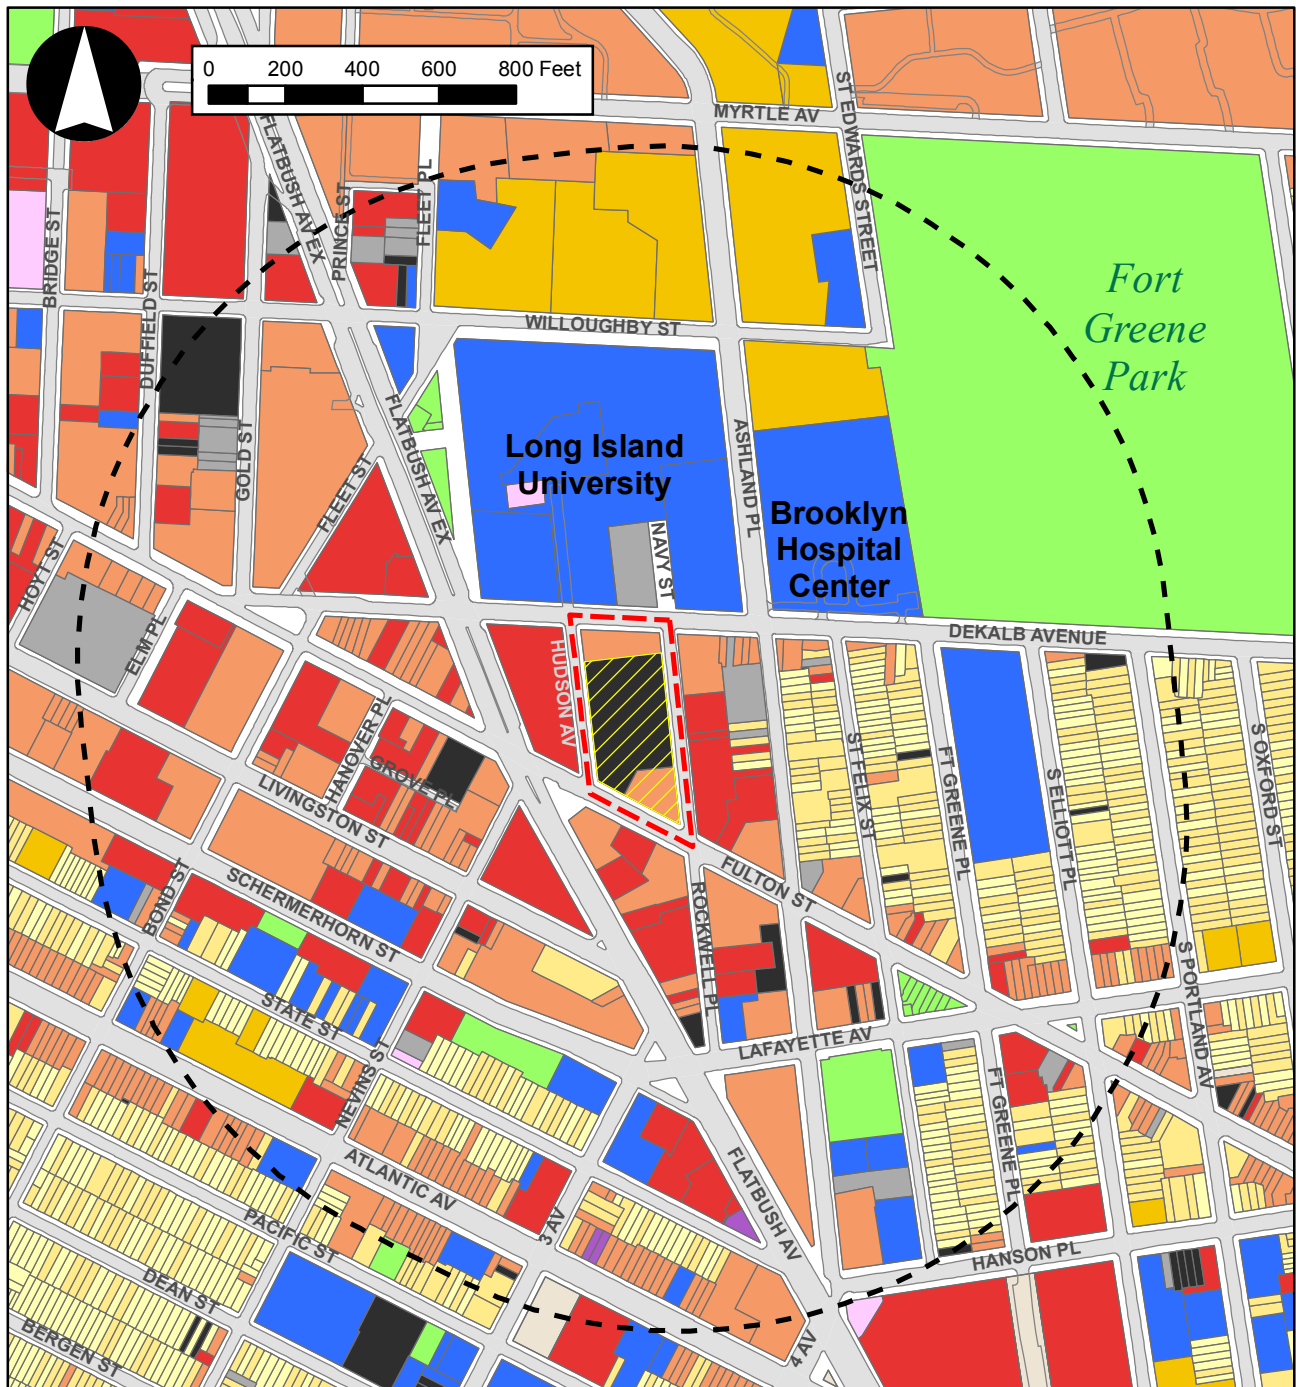 0 200 400 600 800 Feet
MYRTLE AV
ST EDWARDS STREET
FLATBUSH AV EX
PRINCE ST
FLEET PL
BRIDGE ST
DUFFIELD ST
Fort
Greene
Park
WILLOUGHBY ST
FLATBUSH AV EX
GOLD ST
FLEET ST
Long Island
University
ASHLAND PL
NAVY ST
Brooklyn
Hospital
Center
HOYT ST
ELM PL
DEKALB AVENUE
HUDSON AV
HANOVER PL
GROVE PL
LIVINGSTON ST
ST FELIX ST
FT GREENE PL
S ELLIOTT PL
S OXFORD ST
BOND ST
SCHERMERHORN ST
FULTON ST
ROCKWELL PL
S PORTLAND AV
STATE ST
LAFAYETTE AV
NEVINS ST
FT GREENE PL
ATLANTIC AV
FLATBUSH AV
3 AV
PACIFIC ST
HANSON PL
DEAN ST
BERGEN ST
4 AV